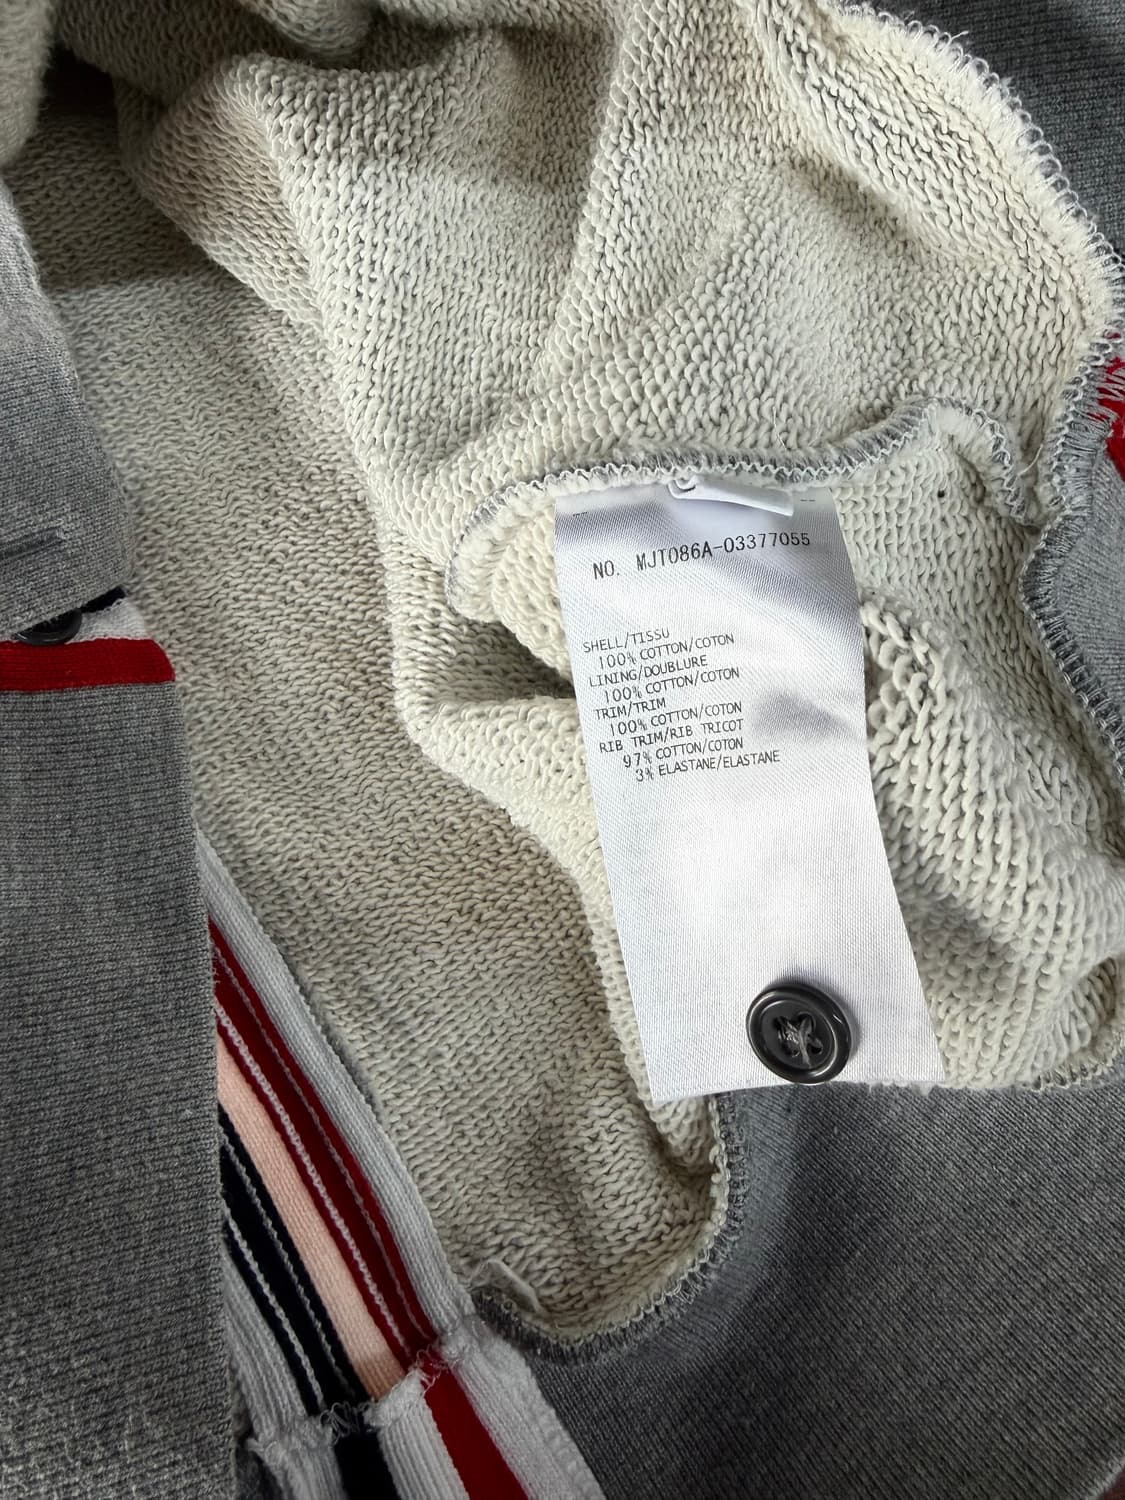 NO. MJT086A-03377055
SHELL/TISSU
100% COTTON/COTON
LINING/DOUBLURE
100% COTTON/COTON
TRIM/TRIM
100% COTTON/COTON
RIB TRIM/RIB TRICOT
97% COTTON/COTON
3% ELASTANE/ELASTANE